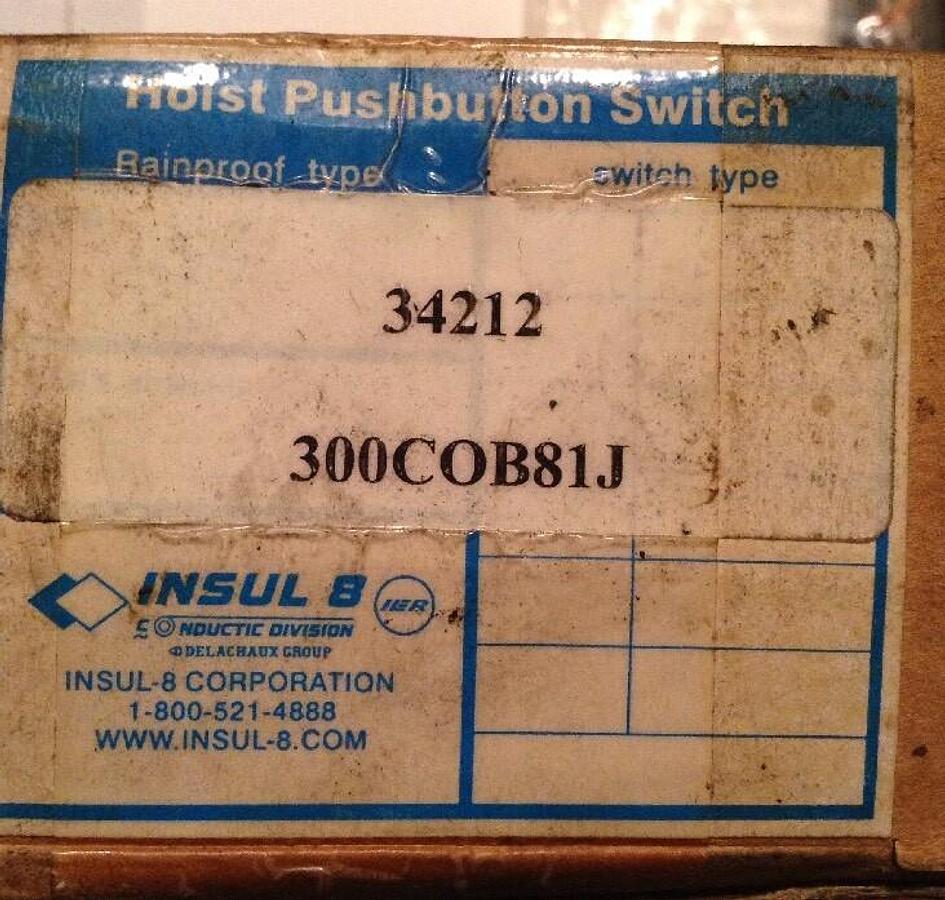 Hoist Pushbutton Switch
Rainproof type
switch type
34212
300COB81J
INSUL 8 IER
CONDUCTIC DIVISION
DELACHAUX GROUP
INSUL-8 CORPORATION
1-800-521-4888
WWW.INSUL-8.COM